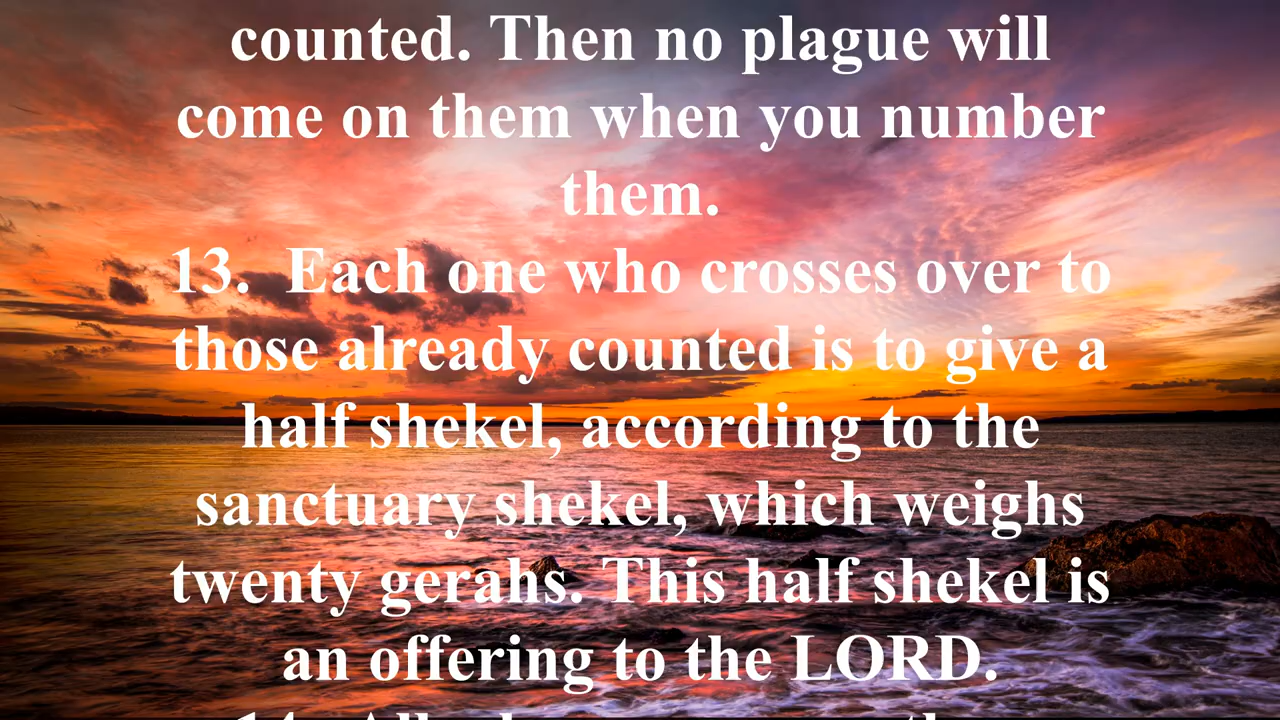 counted. Then no plague will
come on them when you number
them.
13. Each one who crosses over to
those already counted is to give a
half shekel, according to the
sanctuary shekel, which weighs
twenty gerahs. This half shekel is
an offering to the LORD.